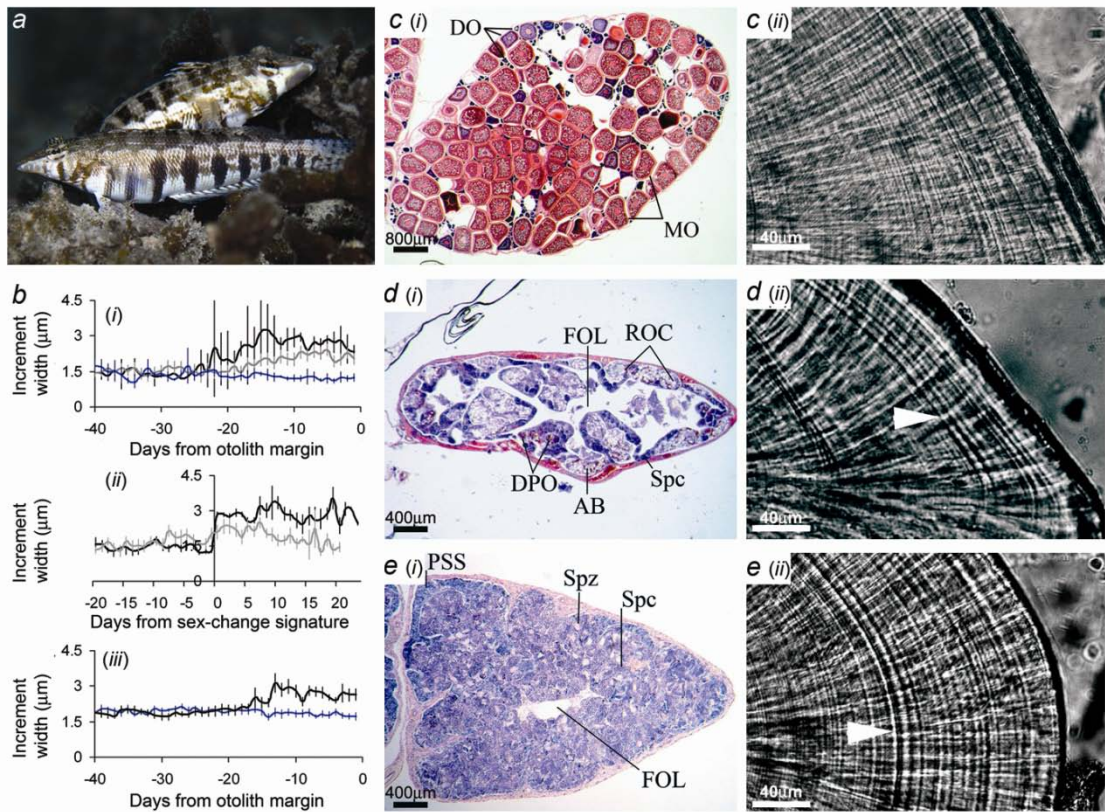 a
b
(i)
4.5
3
1.5
0
Increment
width (μm)
-40 -30 -20 -10 0
Days from otolith margin
(ii)
4.5
3
0
Increment
width (μm)
-20 -15 -10 -5 0 5 10 15 20
Days from sex-change signature
(iii)
4.5
3
1.5
0
Increment
width (μm)
-40 -30 -20 -10 0
Days from otolith margin
c (i)
DO
MO
800μm
c (ii)
40μm
d (i)
FOL ROC
DPO AB Spc
400μm
d (ii)
40μm
e (i)
PSS Spz
Spc
FOL
400μm
e (ii)
40μm